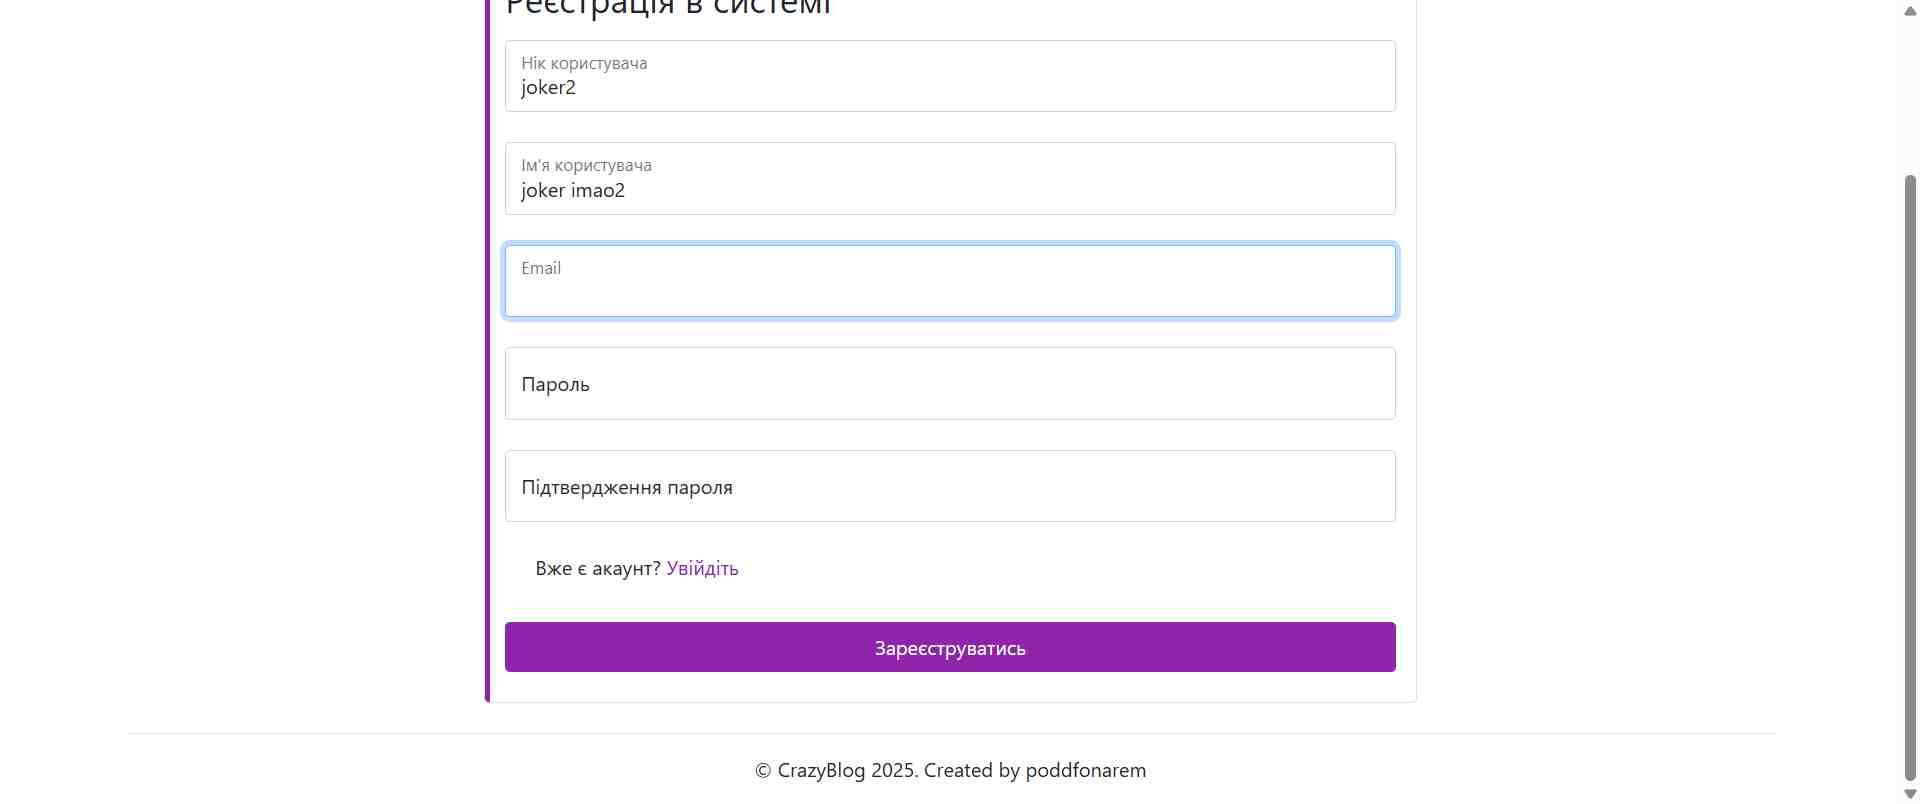 Реєстрація в системі
Нік користувача
joker2
Ім'я користувача
joker imao2
Email
Пароль
Підтвердження пароля
Вже є акаунт? Увійдіть
Зареєструватись
© CrazyBlog 2025. Created by poddfonarem